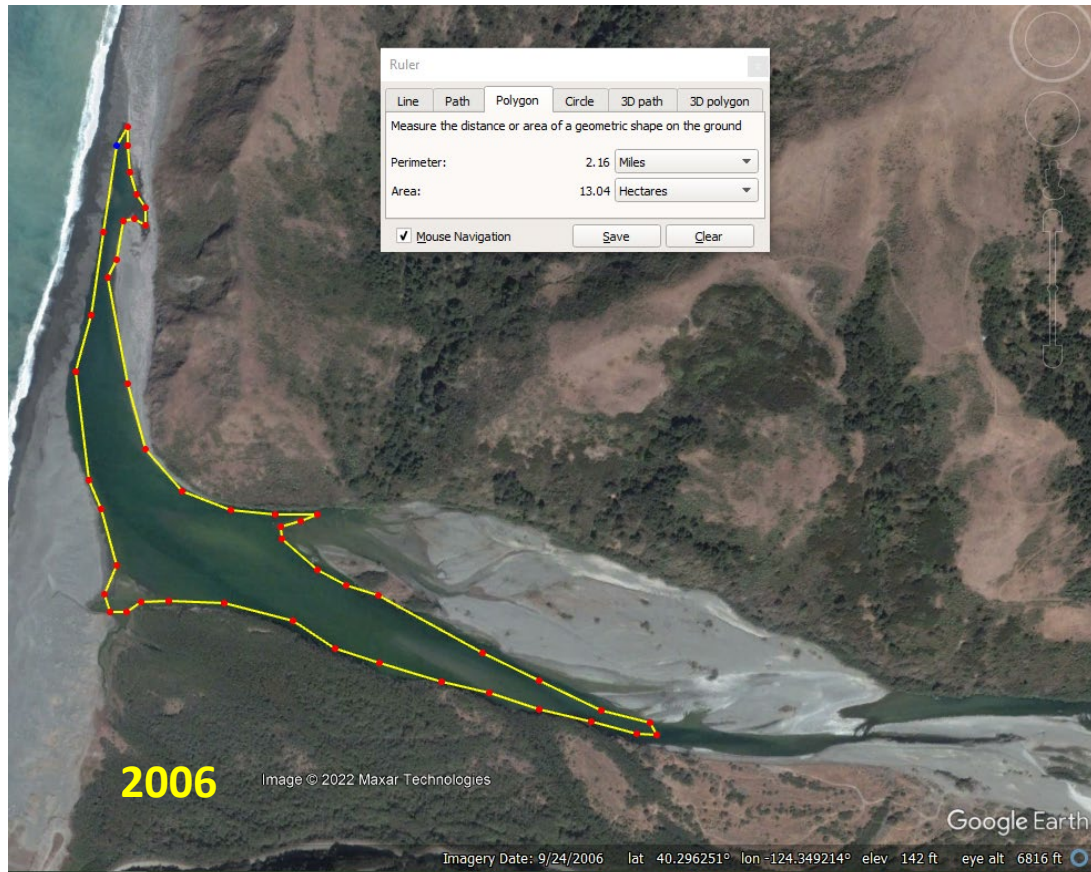 Ruler
Line Path Polygon Circle 3D path 3D polygon
Measure the distance or area of a geometric shape on the ground
Perimeter: 2.16 Miles
Area: 13.04 Hectares
Mouse Navigation Save Clear
2006
Image © 2022 Maxar Technologies
Google Earth
Imagery Date: 9/24/2006 lat 40.296251° lon -124.349214° elev 142 ft eye alt 6816 ft